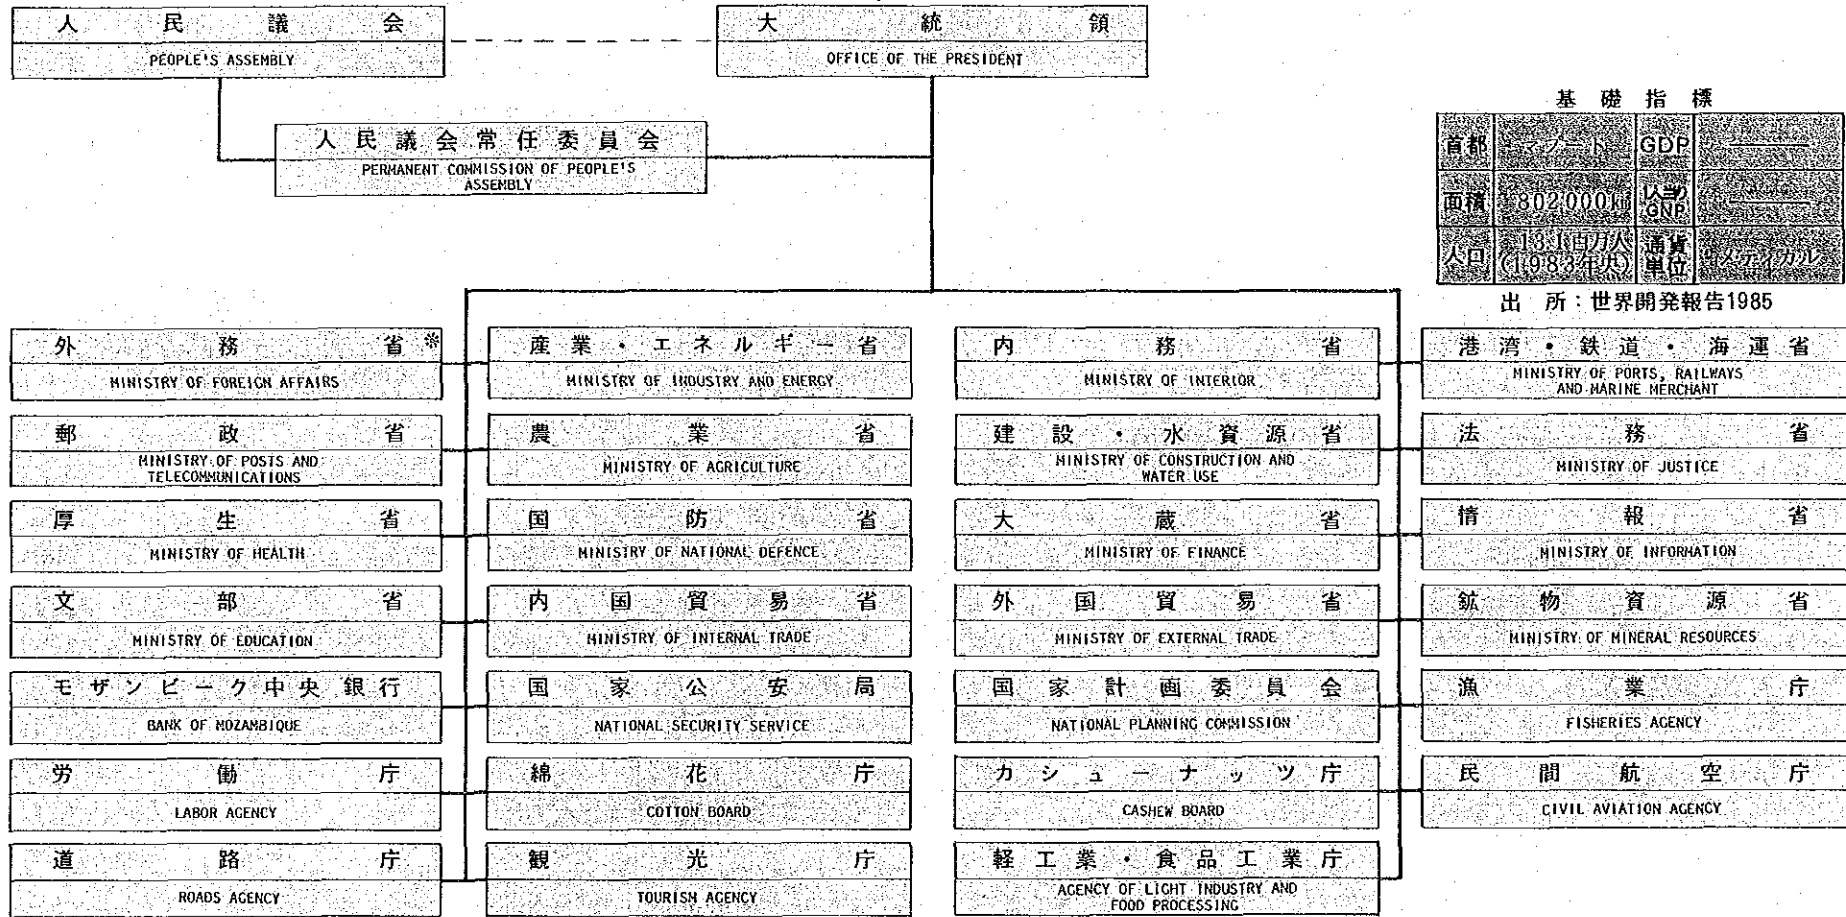 人民議会
PEOPLE'S ASSEMBLY
大統領
OFFICE OF THE PRESIDENT
人民議会常任委員会
PERMANENT COMMISSION OF PEOPLE'S
ASSEMBLY
基礎指標
首都 マプート GDP ―――
面積 802,000㎢ 1人当り GNP ―――
人口 13.1百万人 (1983年央) 通貨単位 メティカル
出所：世界開発報告1985
外務省※
MINISTRY OF FOREIGN AFFAIRS
産業・エネルギー省
MINISTRY OF INDUSTRY AND ENERGY
内務省
MINISTRY OF INTERIOR
港湾・鉄道・海運省
MINISTRY OF PORTS, RAILWAYS
AND MARINE MERCHANT
郵政省
MINISTRY OF POSTS AND
TELECOMMUNICATIONS
農業省
MINISTRY OF AGRICULTURE
建設・水資源省
MINISTRY OF CONSTRUCTION AND
WATER USE
法務省
MINISTRY OF JUSTICE
厚生省
MINISTRY OF HEALTH
国防省
MINISTRY OF NATIONAL DEFENCE
大蔵省
MINISTRY OF FINANCE
情報省
MINISTRY OF INFORMATION
文部省
MINISTRY OF EDUCATION
内国貿易省
MINISTRY OF INTERNAL TRADE
外国貿易省
MINISTRY OF EXTERNAL TRADE
鉱物資源省
MINISTRY OF MINERAL RESOURCES
モザンビーク中央銀行
BANK OF MOZAMBIQUE
国家公安局
NATIONAL SECURITY SERVICE
国家計画委員会
NATIONAL PLANNING COMMISSION
漁業庁
FISHERIES AGENCY
労働庁
LABOR AGENCY
綿花庁
COTTON BOARD
カシューナッツ庁
CASHEW BOARD
民間航空庁
CIVIL AVIATION AGENCY
道路庁
ROADS AGENCY
観光庁
TOURISM AGENCY
軽工業・食品工業庁
AGENCY OF LIGHT INDUSTRY AND
FOOD PROCESSING